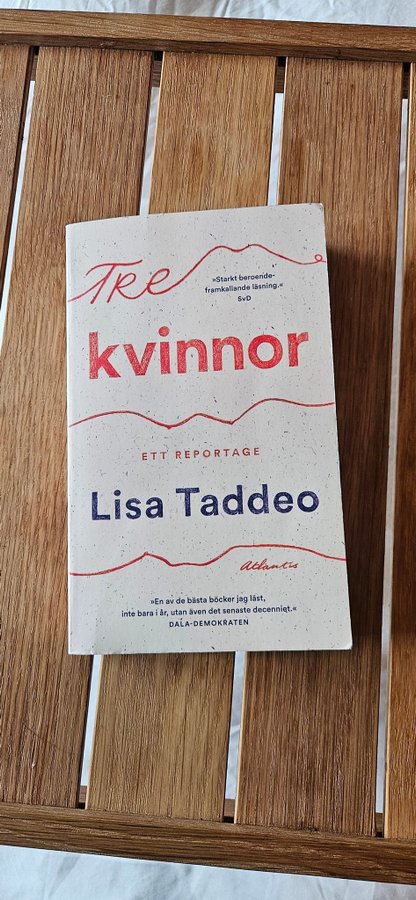 Tre
»Starkt beroende-
framkallande läsning.«
SvD
kvinnor
ETT REPORTAGE
Lisa Taddeo
Atlantis
»En av de bästa böcker jag läst,
inte bara i år, utan även det senaste decenniet.«
DALA-DEMOKRATEN